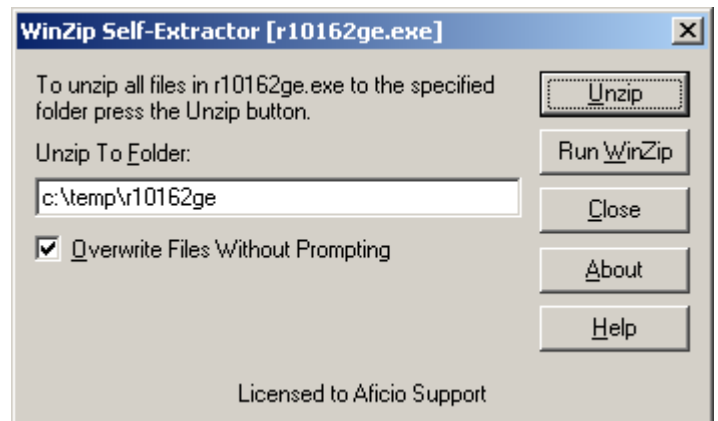 WinZip Self-Extractor [r10162ge.exe]
To unzip all files in r10162ge.exe to the specified
folder press the Unzip button.
Unzip To Folder:
c:\temp\r10162ge
Overwrite Files Without Prompting
Unzip
Run WinZip
Close
About
Help
Licensed to Aficio Support